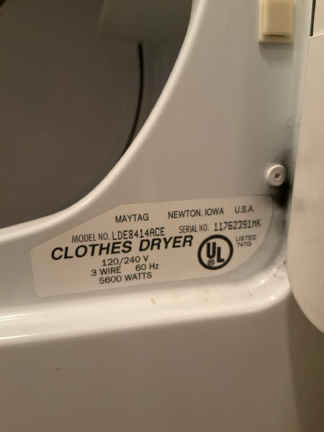 MAYTAG NEWTON, IOWA U.S.A.
MODEL NO. LDE8414ACE SERIAL NO. 11762391MK
CLOTHES DRYER
120/240 V
3 WIRE 60 Hz
5600 WATTS
UL
LISTED